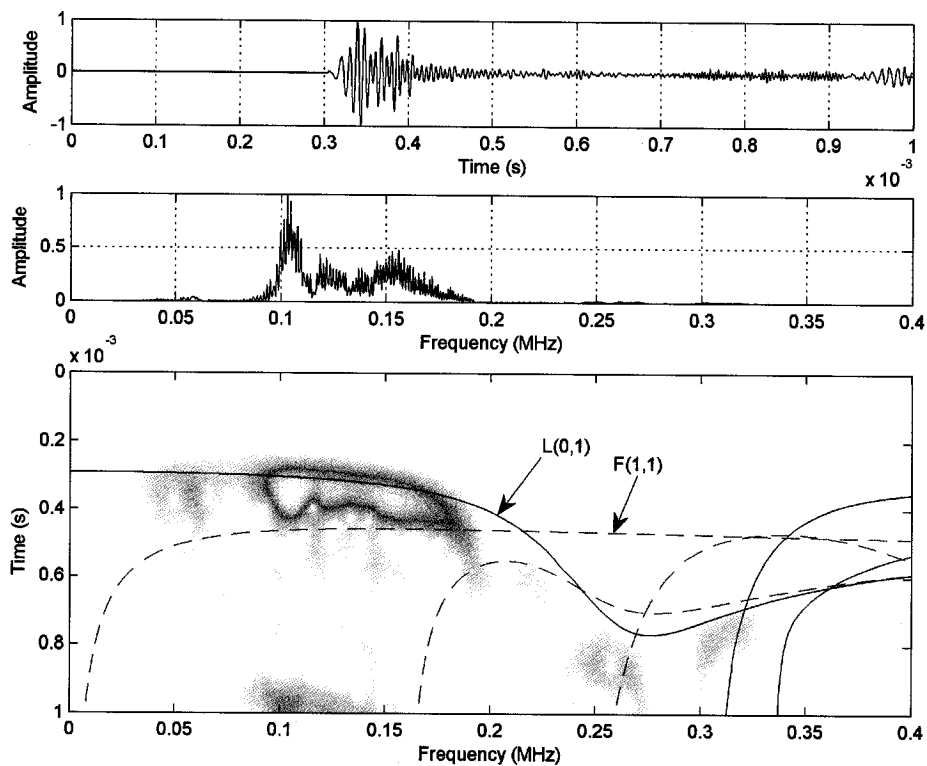 1
0
-1
Amplitude
0 0.1 0.2 0.3 0.4 0.5 0.6 0.7 0.8 0.9 1
Time (s)
x 10⁻³
1
0.5
0
Amplitude
0 0.05 0.1 0.15 0.2 0.25 0.3 0.35 0.4
Frequency (MHz)
x 10⁻³
0
0.2
0.4
0.6
0.8
1
Time (s)
L(0,1)
F(1,1)
0 0.05 0.1 0.15 0.2 0.25 0.3 0.35 0.4
Frequency (MHz)